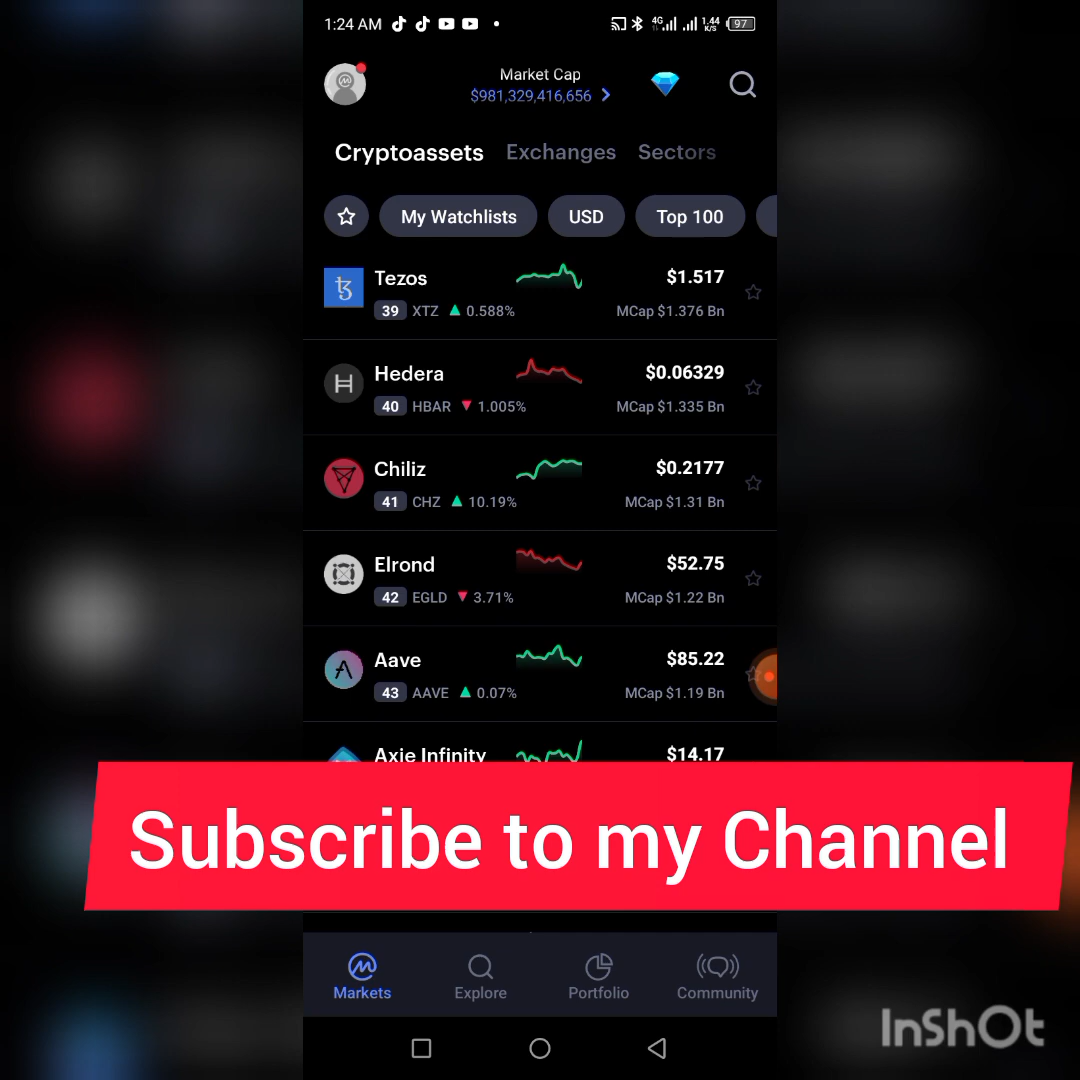 1:24 AM 4G 1.44 K/S 97
Market Cap
$981,329,416,656
Cryptoassets Exchanges Sectors
My Watchlists USD Top 100
Tezos $1.517
39 XTZ 0.588% MCap $1.376 Bn
Hedera $0.06329
40 HBAR 1.005% MCap $1.335 Bn
Chiliz $0.2177
41 CHZ 10.19% MCap $1.31 Bn
Elrond $52.75
42 EGLD 3.71% MCap $1.22 Bn
Aave $85.22
43 AAVE 0.07% MCap $1.19 Bn
Axie Infinity $14.17
Subscribe to my Channel
Markets Explore Portfolio Community
InShOt